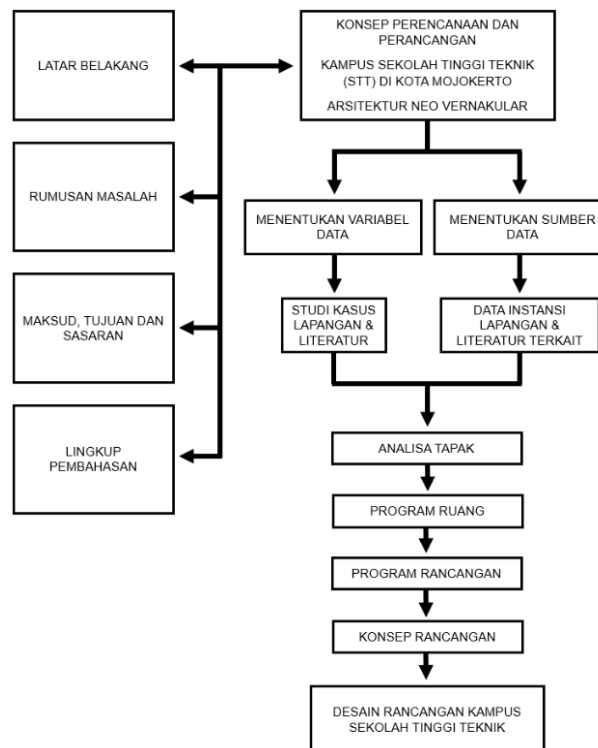 LATAR BELAKANG
RUMUSAN MASALAH
MAKSUD, TUJUAN DAN
SASARAN
LINGKUP
PEMBAHASAN
KONSEP PERENCANAAN DAN
PERANCANGAN
KAMPUS SEKOLAH TINGGI TEKNIK
(STT) DI KOTA MOJOKERTO
ARSITEKTUR NEO VERNAKULAR
MENENTUKAN VARIABEL
DATA
MENENTUKAN SUMBER
DATA
STUDI KASUS
LAPANGAN &
LITERATUR
DATA INSTANSI
LAPANGAN &
LITERATUR TERKAIT
ANALISA TAPAK
PROGRAM RUANG
PROGRAM RANCANGAN
KONSEP RANCANGAN
DESAIN RANCANGAN KAMPUS
SEKOLAH TINGGI TEKNIK